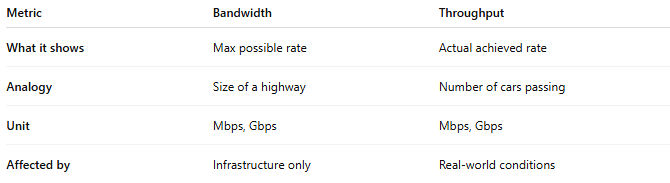 Metric Bandwidth Throughput
What it shows Max possible rate Actual achieved rate
Analogy Size of a highway Number of cars passing
Unit Mbps, Gbps Mbps, Gbps
Affected by Infrastructure only Real-world conditions